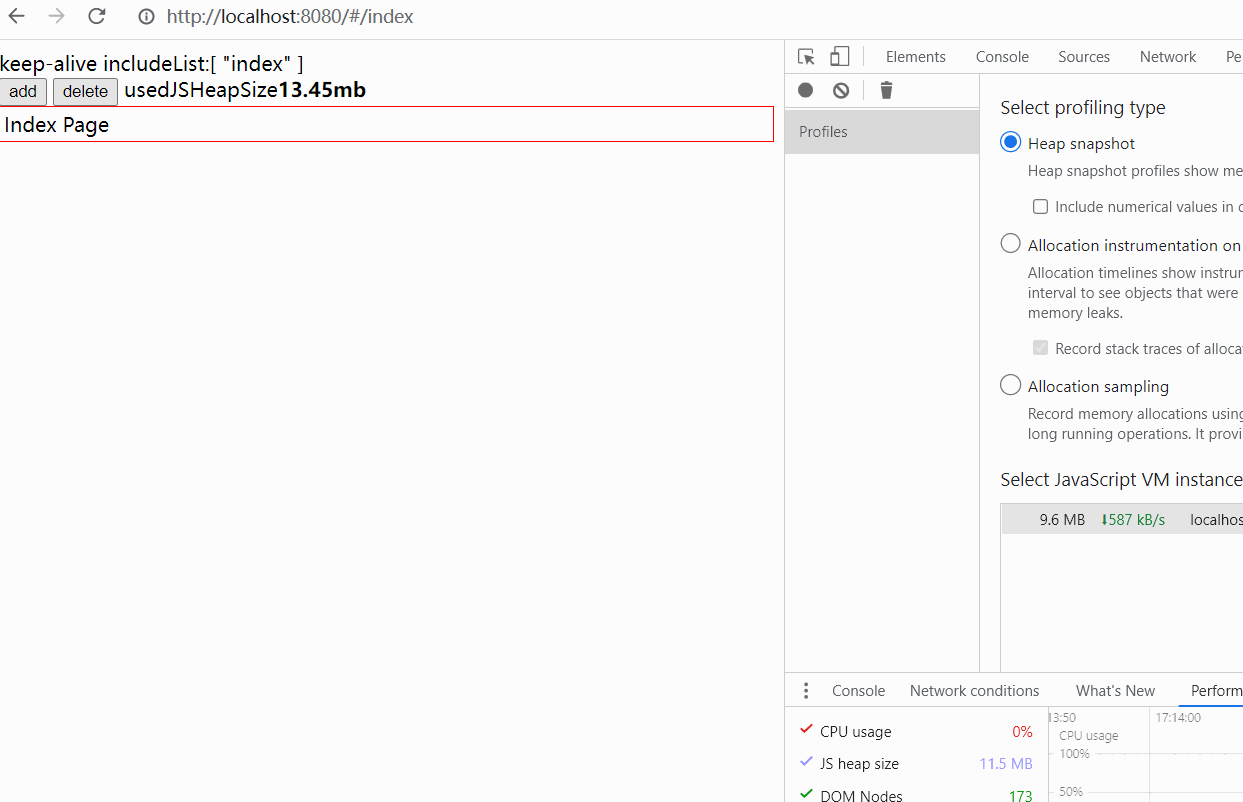 http://localhost:8080/#/index
keep-alive includeList:[ "index" ]
add delete usedJSHeapSize13.45mb
Index Page
Elements Console Sources Network Pe
Profiles
Select profiling type
Heap snapshot
Heap snapshot profiles show me
Include numerical values in c
Allocation instrumentation on
Allocation timelines show instrur
interval to see objects that were
memory leaks.
Record stack traces of alloca
Allocation sampling
Record memory allocations using
long running operations. It provi
Select JavaScript VM instance
9.6 MB ⬇587 kB/s localhos
Console Network conditions What's New Perform
CPU usage 0%
JS heap size 11.5 MB
DOM Nodes 173
13:50 17:14:00
CPU usage
100%
50%